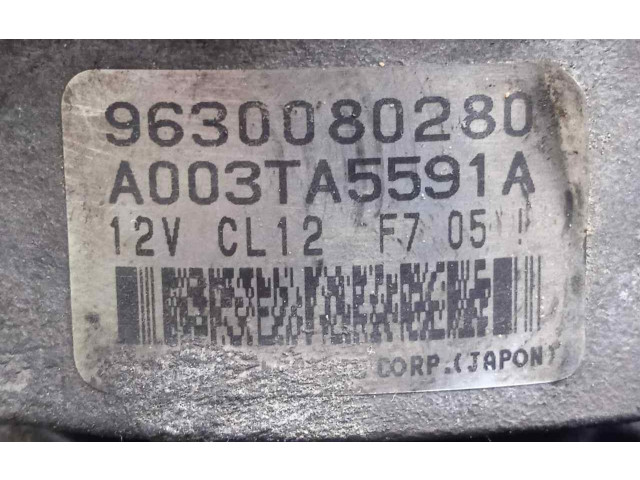 9630080280
A003TA5591A
12V CL12 F7 05 !
CORP.(JAPON)